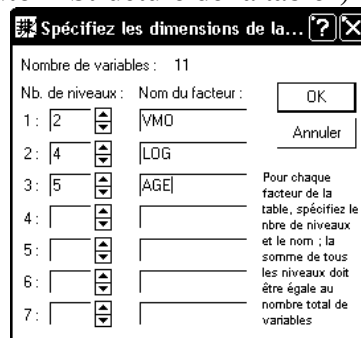 Spécifiez les dimensions de la... ? X
Nombre de variables : 11
Nb. de niveaux : Nom du facteur :
OK
Annuler
1 : 2 VMO
2 : 4 LOG
3 : 5 AGE
4 :
5 :
6 :
7 :
Pour chaque
facteur de la
table, spécifiez le
nbre de niveaux
et le nom ; la
somme de tous
les niveaux doit
être égale au
nombre total de
variables